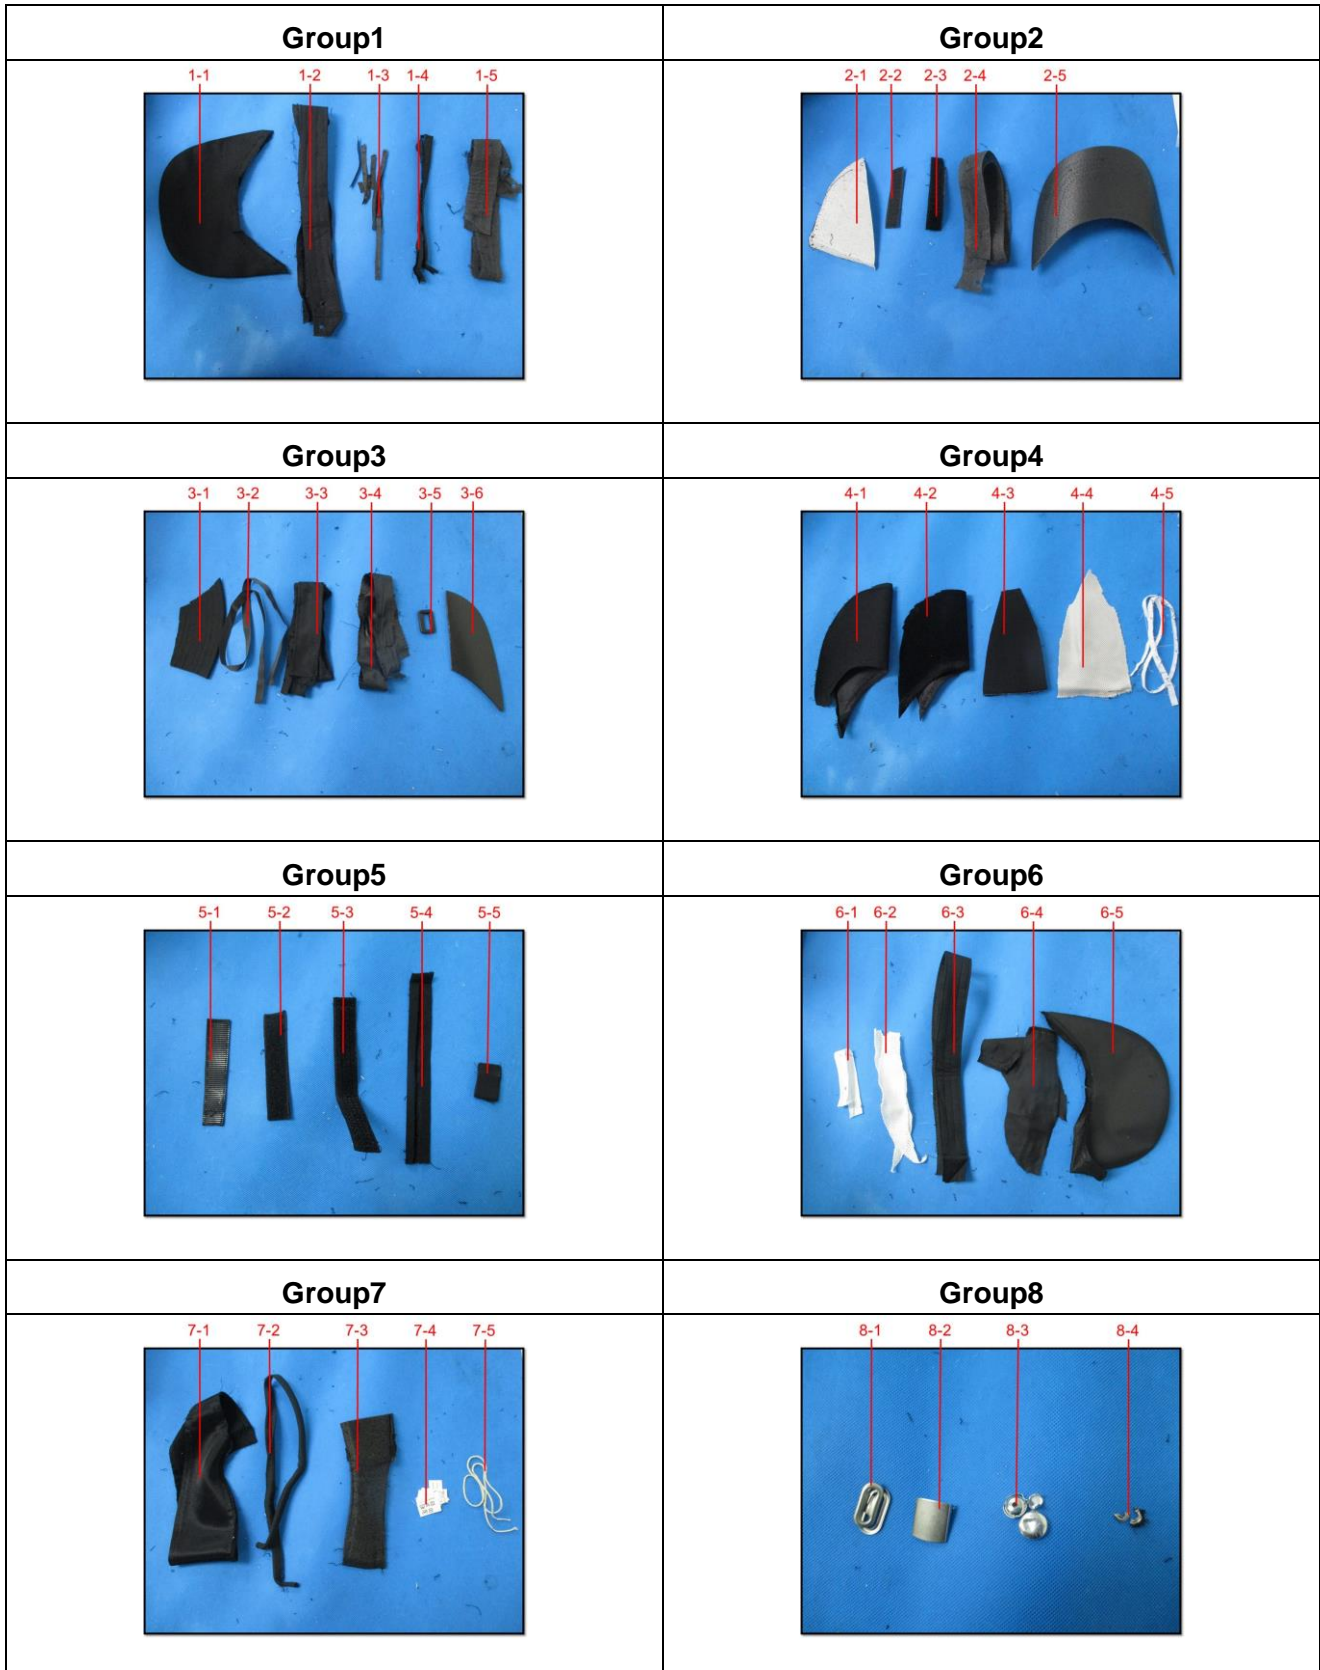 Group1
Group2
1-1 1-2 1-3 1-4 1-5
2-1 2-2 2-3 2-4 2-5
Group3
Group4
3-1 3-2 3-3 3-4 3-5 3-6
4-1 4-2 4-3 4-4 4-5
Group5
Group6
5-1 5-2 5-3 5-4 5-5
6-1 6-2 6-3 6-4 6-5
Group7
Group8
7-1 7-2 7-3 7-4 7-5
8-1 8-2 8-3 8-4